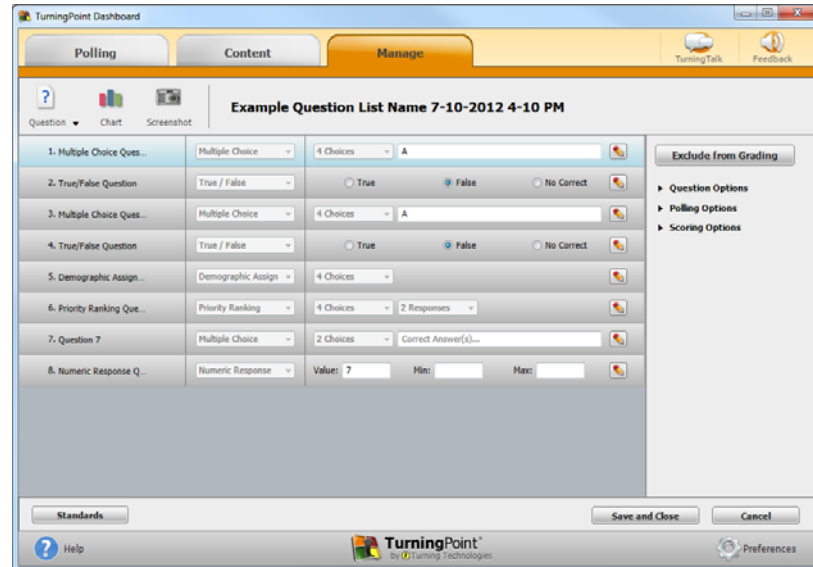 TurningPoint Dashboard
Polling Content Manage TurningTalk Feedback
? Question Chart Screenshot Example Question List Name 7-10-2012 4-10 PM
1. Multiple Choice Ques... Multiple Choice 4 Choices A
Exclude from Grading
2. True/False Question True / False True False No Correct
Question Options
3. Multiple Choice Ques... Multiple Choice 4 Choices A
Polling Options
Scoring Options
4. True/False Question True / False True False No Correct
5. Demographic Assign... Demographic Assign 4 Choices
6. Priority Ranking Que... Priority Ranking 4 Choices 2 Responses
7. Question 7 Multiple Choice 2 Choices Correct Answer(s)...
8. Numeric Response Q... Numeric Response Value: 7 Min: Max:
Standards Save and Close Cancel
? Help TurningPoint Preferences
by Turning Technologies